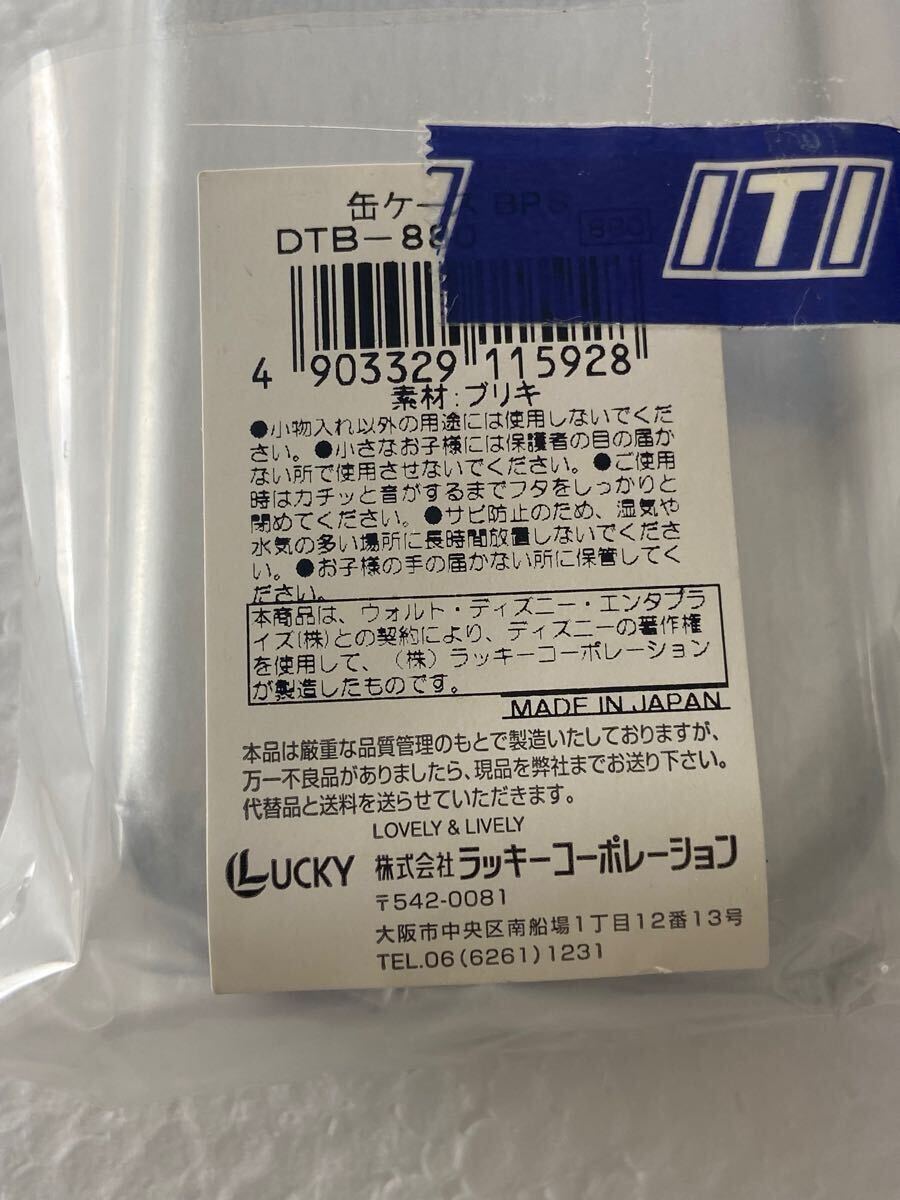 缶ケース BPS
ITI
DTB-880
880
4 903329 115928
素材:ブリキ
●小物入れ以外の用途には使用しないでくだ
さい。●小さなお子様には保護者の目の届か
ない所で使用させないでください。●ご使用
時はカチッと音がするまでフタをしっかりと
閉めてください。●サビ防止のため、湿気や
水気の多い場所に長時間放置しないでくださ
い。●お子様の手の届かない所に保管してく
ださい。
本商品は、ウォルト・ディズニー・エンタプラ
イズ(株)との契約により、ディズニーの著作権
を使用して、(株)ラッキーコーポレーション
が製造したものです。
MADE IN JAPAN
本品は厳重な品質管理のもとで製造いたしておりますが、
万一不良品がありましたら、現品を弊社までお送り下さい。
代替品と送料を送らせていただきます。
LOVELY & LIVELY
LUCKY 株式会社ラッキーコーポレーション
〒542-0081
大阪市中央区南船場1丁目12番13号
TEL.06(6261)1231